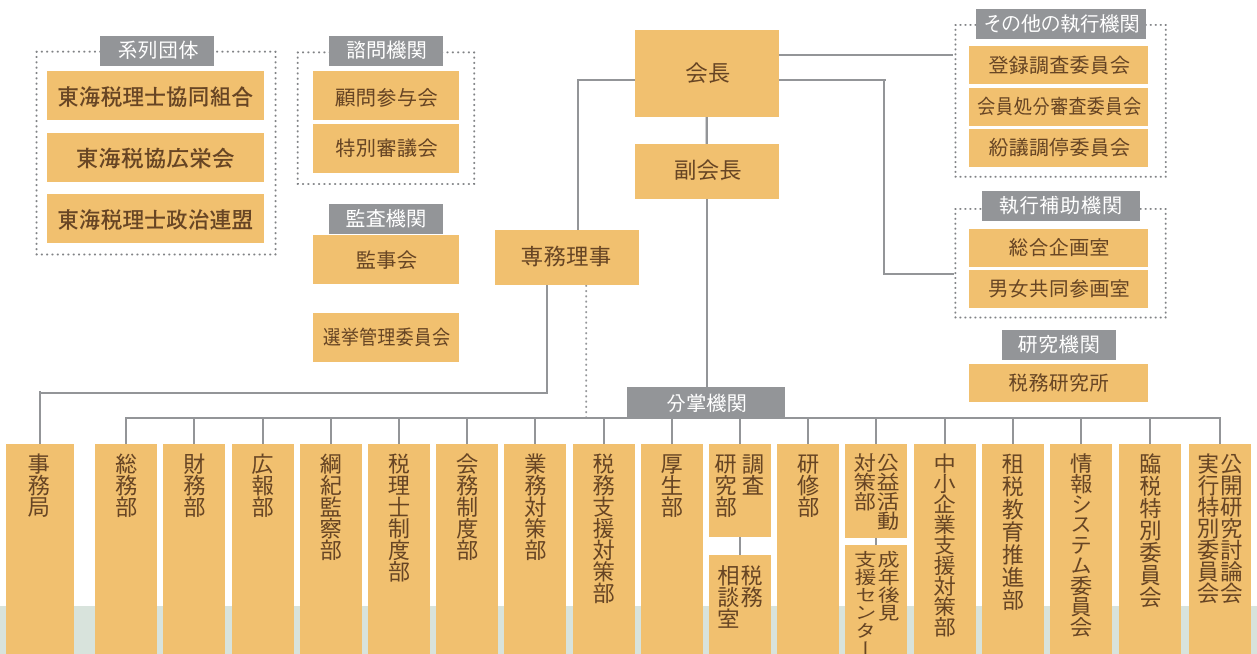 系列団体
東海税理士協同組合
東海税協広栄会
東海税理士政治連盟
諮問機関
顧問参与会
特別審議会
監査機関
監事会
選挙管理委員会
会長
副会長
専務理事
その他の執行機関
登録調査委員会
会員処分審査委員会
紛議調停委員会
執行補助機関
総合企画室
男女共同参画室
研究機関
税務研究所
分掌機関
事務局
総務部
財務部
広報部
綱紀監察部
税理士制度部
会務制度部
業務対策部
税務支援対策部
厚生部
調査
研究部
税務
相談室
研修部
公益活動
対策部
成年後見
支援センター
中小企業支援対策部
租税教育推進部
情報システム委員会
臨税特別委員会
公開研究討論会
実行特別委員会